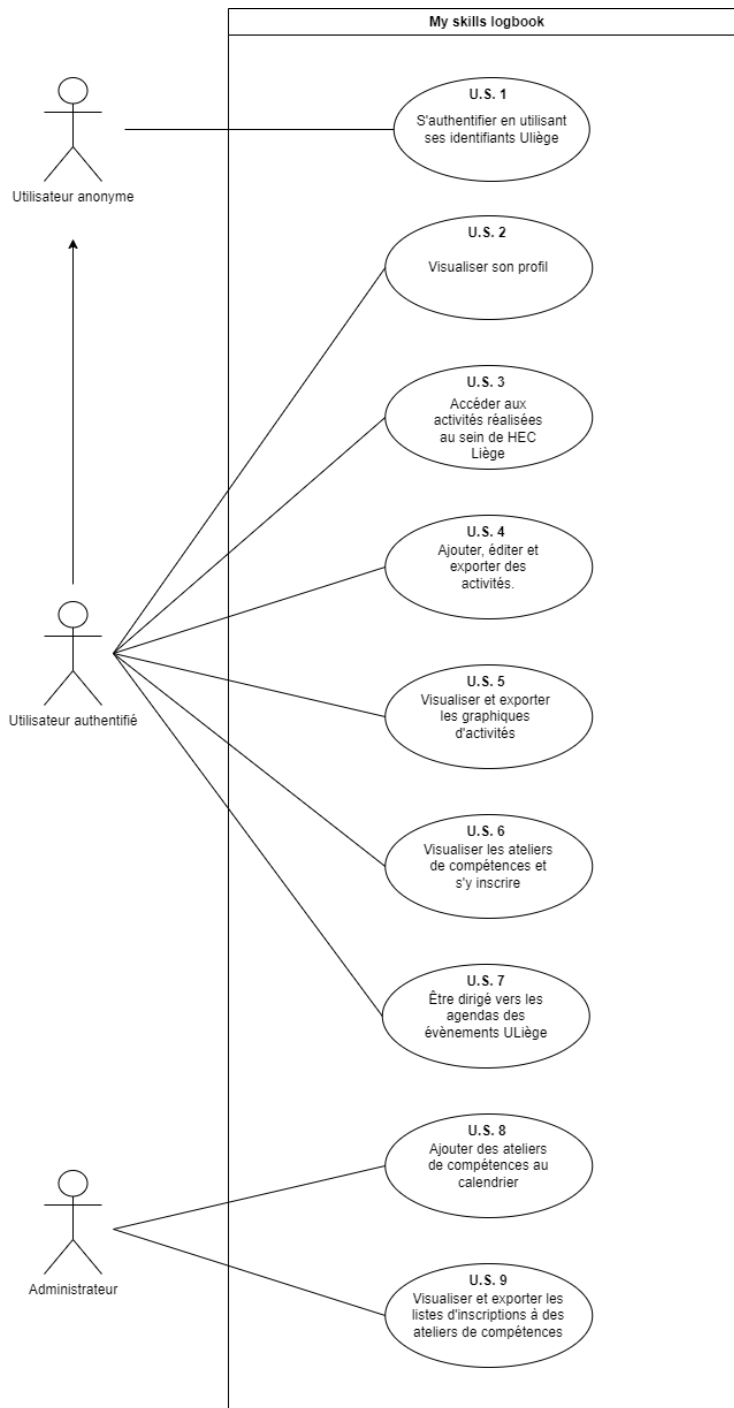 My skills logbook
U.S. 1
S'authentifier en utilisant
ses identifiants Uliège
Utilisateur anonyme
U.S. 2
Visualiser son profil
U.S. 3
Accéder aux
activités réalisées
au sein de HEC
Liège
U.S. 4
Ajouter, éditer et
exporter des
activités.
Utilisateur authentifié
U.S. 5
Visualiser et exporter
les graphiques
d'activités
U.S. 6
Visualiser les ateliers
de compétences et
s'y inscrire
U.S. 7
Être dirigé vers les
agendas des
évènements ULiège
U.S. 8
Ajouter des ateliers
de compétences au
calendrier
Administrateur
U.S. 9
Visualiser et exporter les
listes d'inscriptions à des
ateliers de compétences